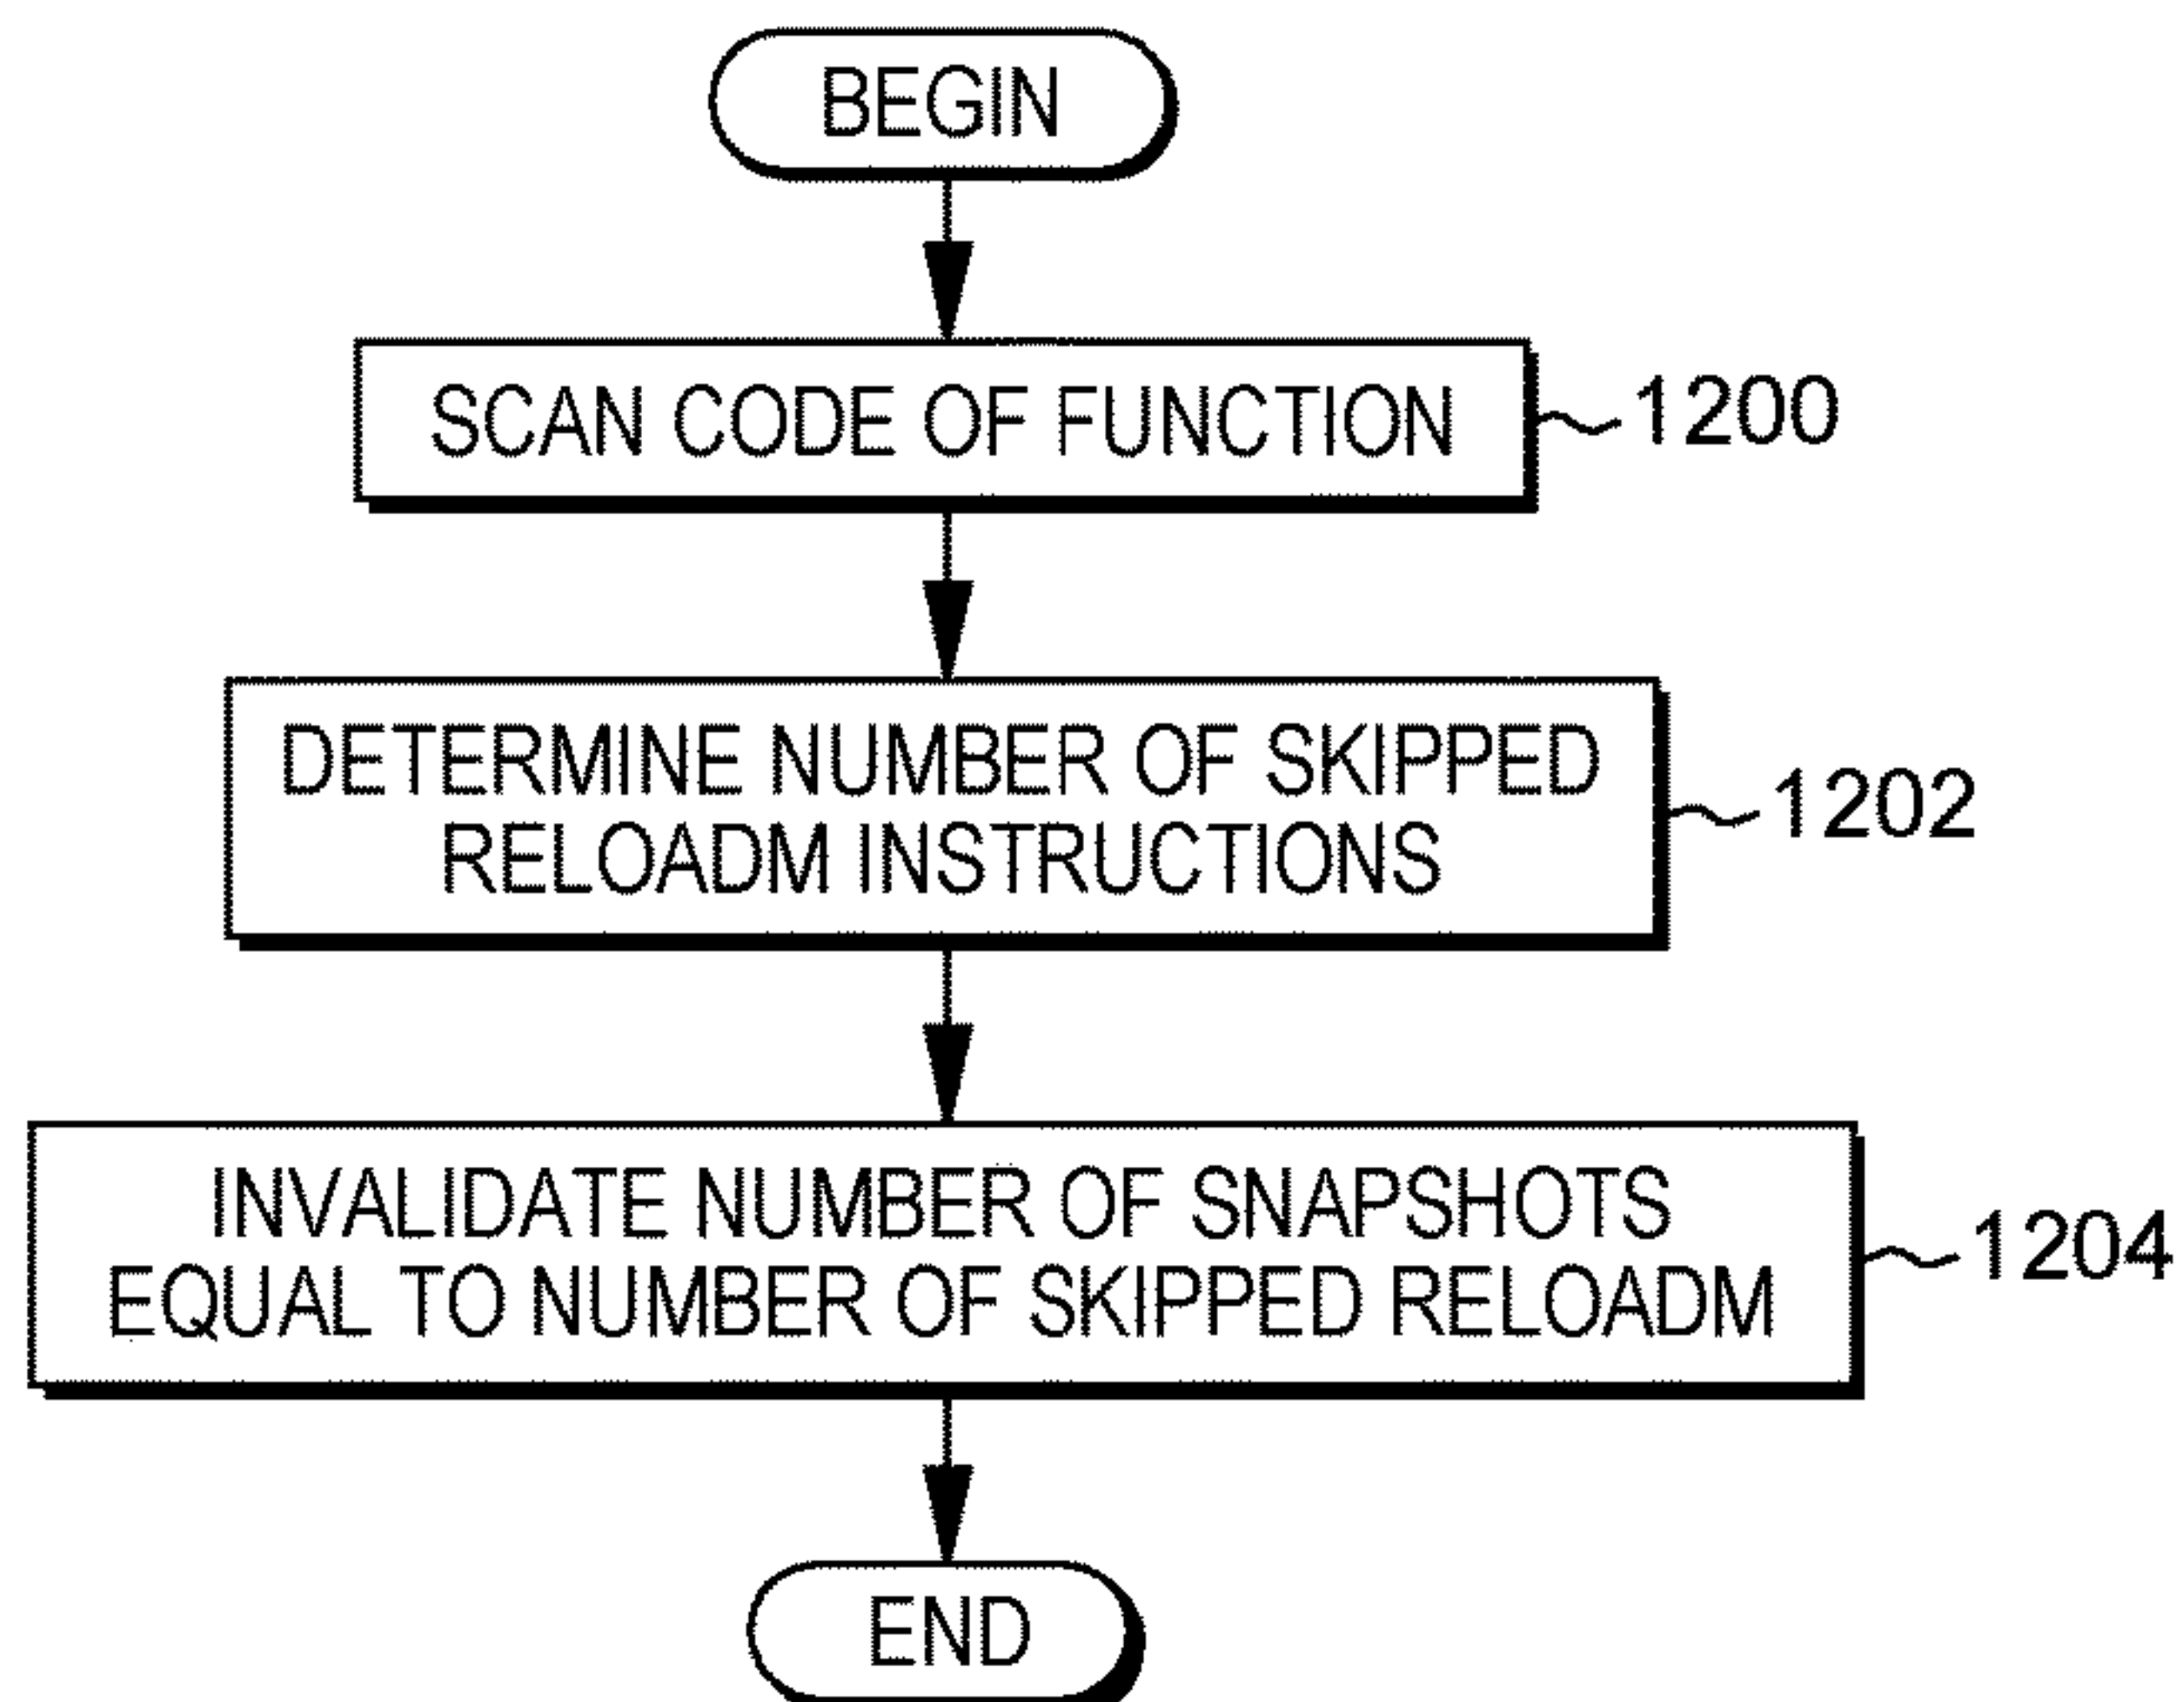 BEGIN
SCAN CODE OF FUNCTION
1200
DETERMINE NUMBER OF SKIPPED
RELOADM INSTRUCTIONS
1202
INVALIDATE NUMBER OF SNAPSHOTS
EQUAL TO NUMBER OF SKIPPED RELOADM
1204
END